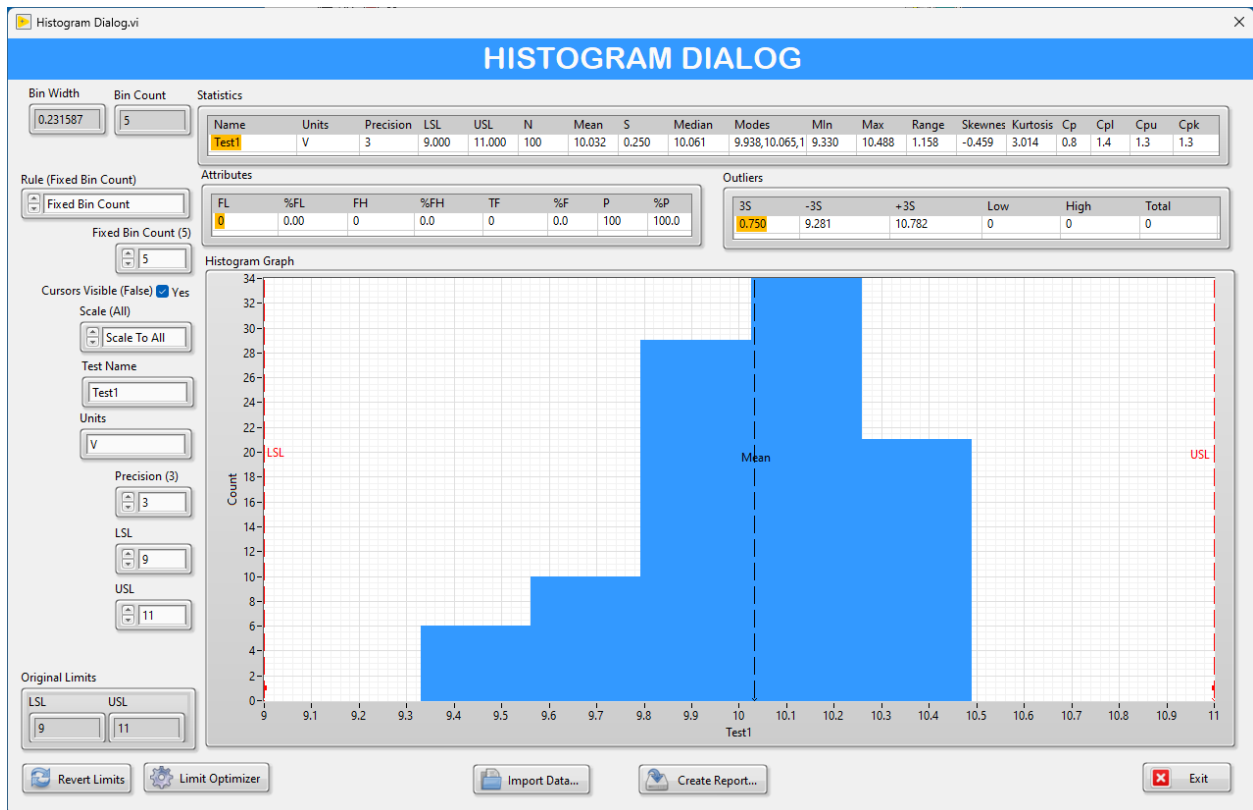 Histogram Dialog.vi
HISTOGRAM DIALOG
Bin Width
0.231587
Bin Count
5
Statistics
Name Units Precision LSL USL N Mean S Median Modes MIn Max Range Skewnes Kurtosis Cp Cpl Cpu Cpk
Test1 V 3 9.000 11.000 100 10.032 0.250 10.061 9.938,10.065,1 9.330 10.488 1.158 -0.459 3.014 0.8 1.4 1.3 1.3
Rule (Fixed Bin Count)
Fixed Bin Count
Fixed Bin Count (5)
5
Cursors Visible (False) Yes
Scale (All)
Scale To All
Test Name
Test1
Units
V
Precision (3)
3
LSL
9
USL
11
Original Limits
LSL USL
9 11
Attributes
FL %FL FH %FH TF %F P %P
0 0.00 0 0.0 0 0.0 100 100.0
Outliers
3S -3S +3S Low High Total
0.750 9.281 10.782 0 0 0
Histogram Graph
34
32
30
28
26
24
22
20
18
16
14
12
10
8
6
4
2
0
Count
LSL
Mean
USL
9 9.1 9.2 9.3 9.4 9.5 9.6 9.7 9.8 9.9 10 10.1 10.2 10.3 10.4 10.5 10.6 10.7 10.8 10.9 11
Test1
Revert Limits
Limit Optimizer
Import Data...
Create Report...
Exit